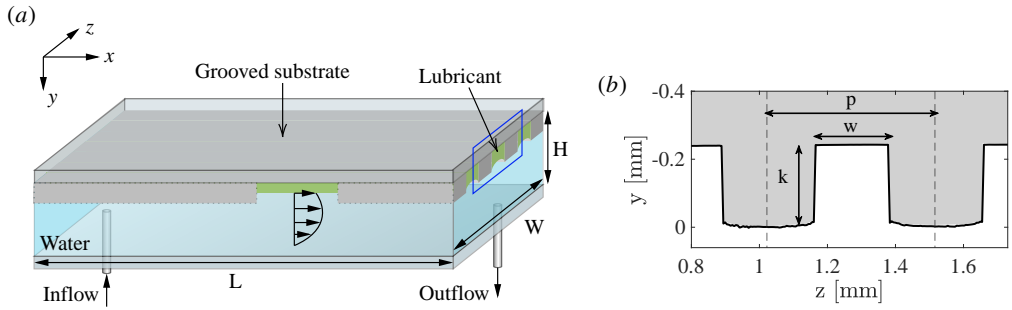 (a)
z
x
y
Grooved substrate
Lubricant
H
W
Water
L
Inflow
Outflow
(b)
-0.4
-0.2
0
y [mm]
p
w
k
0.8 1 1.2 1.4 1.6
z [mm]